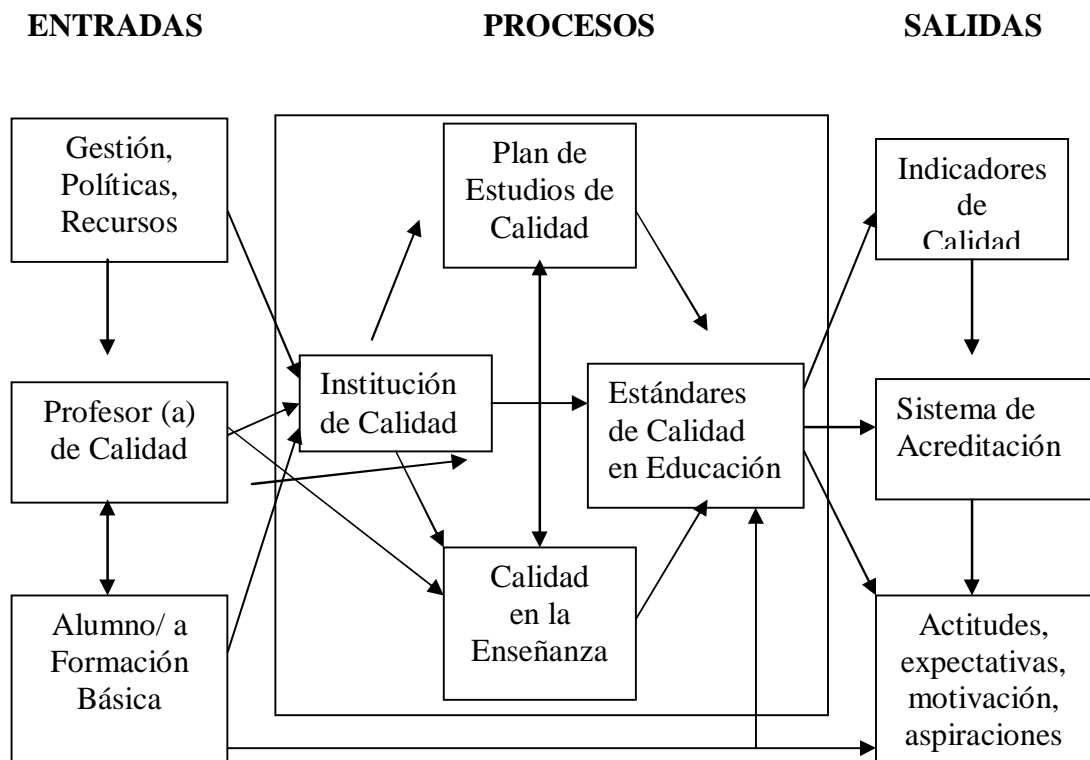 ENTRADAS
PROCESOS
SALIDAS
Gestión,
Políticas,
Recursos
Profesor (a)
de Calidad
Alumno/ a
Formación
Básica
Institución
de Calidad
Plan de
Estudios de
Calidad
Calidad
en la
Enseñanza
Estándares
de Calidad
en Educación
Indicadores
de
Calidad
Sistema de
Acreditación
Actitudes,
expectativas,
motivación,
aspiraciones